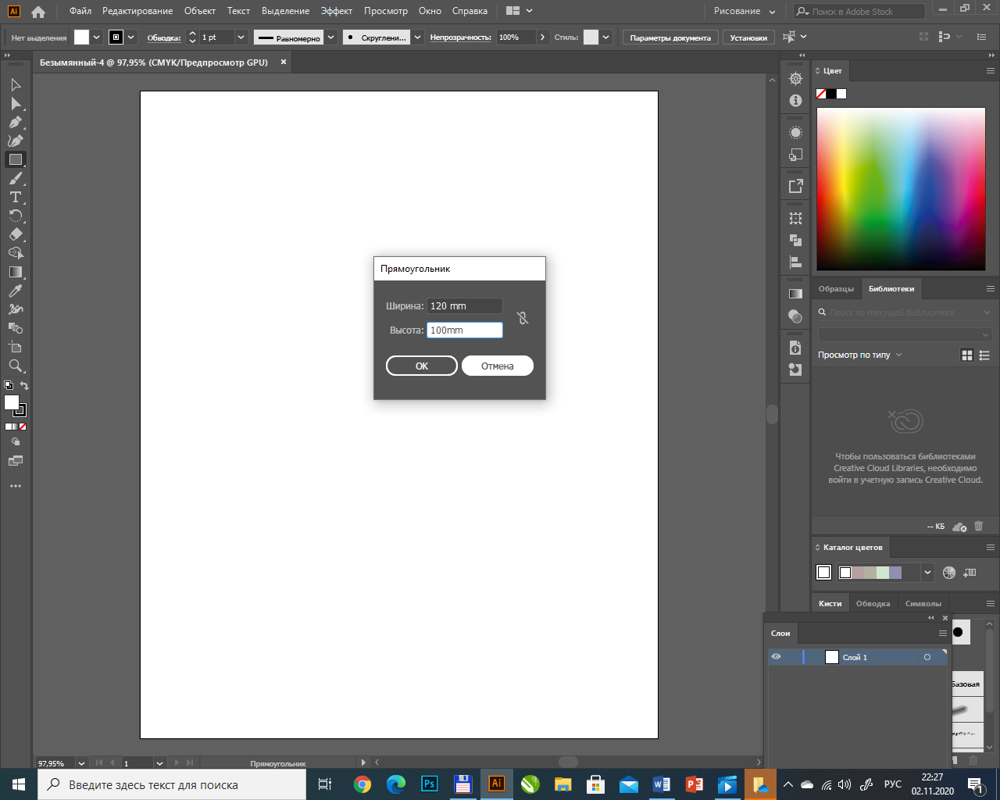 Ai
Файл Редактирование Объект Текст Выделение Эффект Просмотр Окно Справка
Рисование
Поиск в Adobe Stock
Нет выделения
Обводка:
1 pt
Равномерно
Скруглени...
Непрозрачность:
100%
Стиль:
Параметры документа
Установки
Безымянный-4 @ 97,95% (CMYK/Предпросмотр GPU)
Цвет
Прямоугольник
Ширина: 120 mm
Высота: 100mm
ОК
Отмена
Образцы Библиотеки
Поиск по текущей библиотеке
Просмотр по типу
Чтобы пользоваться библиотеками
Creative Cloud Libraries, необходимо
войти в учетную запись Creative Cloud.
-- КБ
Каталог цветов
Кисти Обводка Символы
Слои
Слой 1
Базовая
97,95%
1
Прямоугольник
Введите здесь текст для поиска
Ps
Ai
РУС
22:27
02.11.2020
1